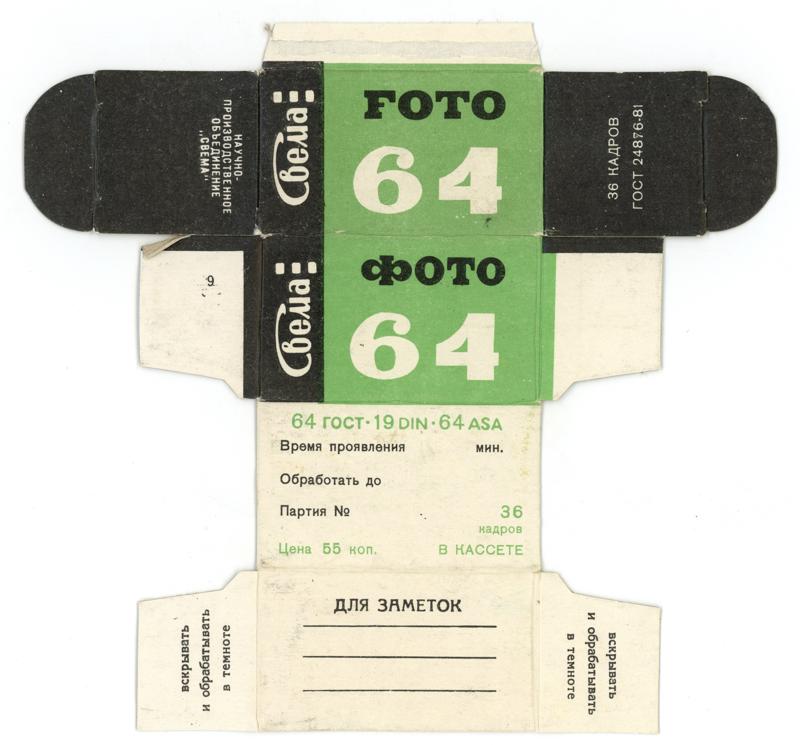 Свема
FOTO
64
НАУЧНО-
ПРОИЗВОДСТВЕННОЕ
ОБЪЕДИНЕНИЕ
„СВЕМА"
36 КАДРОВ
ГОСТ 24876-81
9
Свема
ФОТО
64
64 ГОСТ·19 DIN·64 ASA
Время проявления мин.
Обработать до
Партия №
36
кадров
Цена 55 коп.
В КАССЕТЕ
ДЛЯ ЗАМЕТОК
вскрывать
и обрабатывать
в темноте
вскрывать
и обрабатывать
в темноте